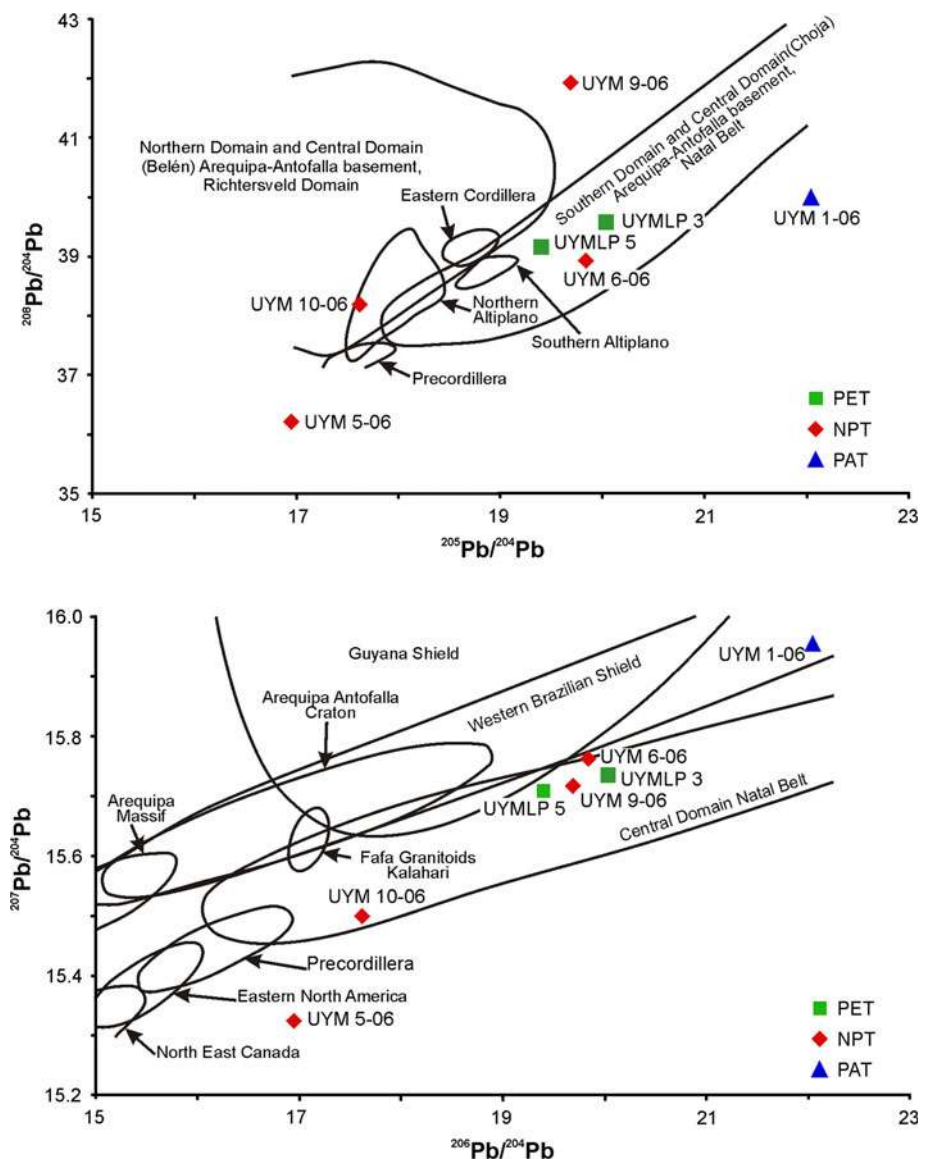 43
41
39
37
35
²⁰⁸Pb/²⁰⁴Pb
UYM 9-06
Southern Domain and Central Domain(Choja)
Arequipa-Antofalla basement,
Natal Belt
Northern Domain and Central Domain
(Belén) Arequipa-Antofalla basement,
Richtersveld Domain
Eastern Cordillera
UYMLP 3
UYMLP 5
UYM 1-06
UYM 6-06
UYM 10-06
Northern
Altiplano
Southern Altiplano
Precordillera
UYM 5-06
PET
NPT
PAT
15 17 19 21 23
²⁰⁵Pb/²⁰⁴Pb
16.0
15.8
15.6
15.4
15.2
²⁰⁷Pb/²⁰⁴Pb
Guyana Shield
UYM 1-06
Western Brazilian Shield
Arequipa Antofalla
Craton
UYM 6-06
UYMLP 3
UYMLP 5
UYM 9-06
Arequipa
Massif
Central Domain Natal Belt
Fafa Granitoids
Kalahari
UYM 10-06
Precordillera
Eastern North America
UYM 5-06
North East Canada
PET
NPT
PAT
15 17 19 21 23
²⁰⁶Pb/²⁰⁴Pb